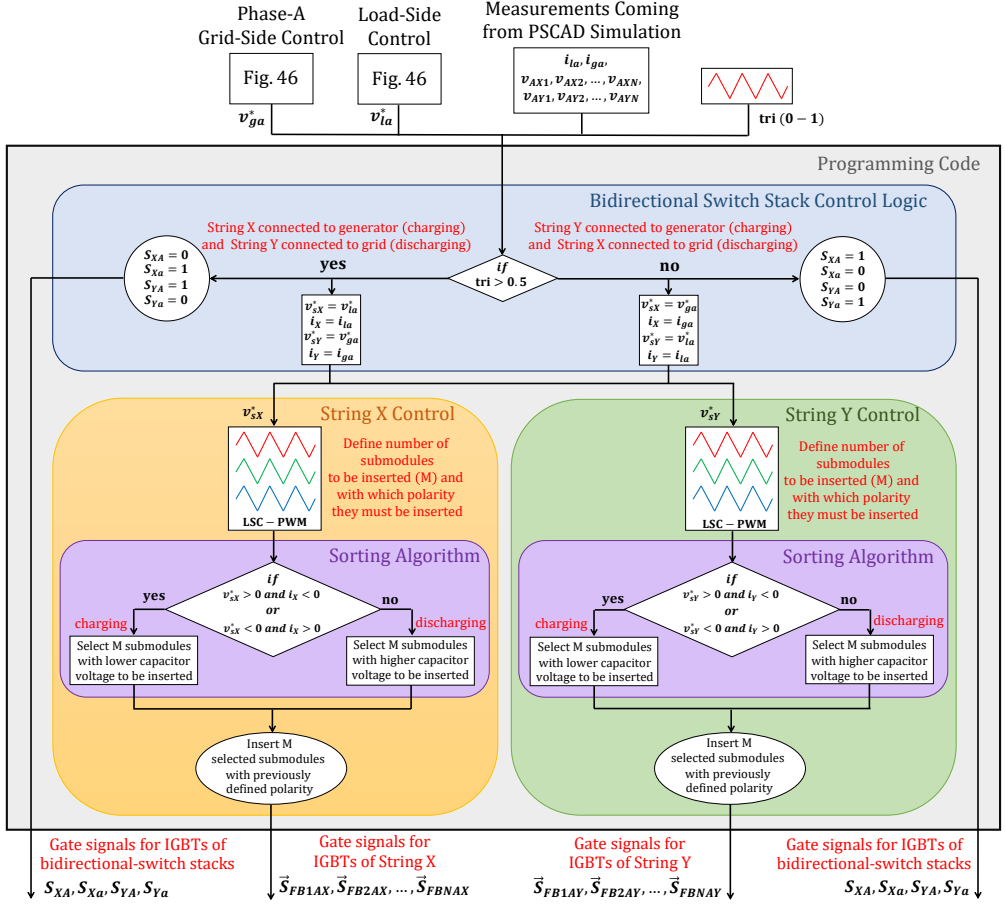 Phase-A
Grid-Side Control
Load-Side
Control
Measurements Coming
from PSCAD Simulation
Fig. 46
Fig. 46
i_la, i_ga,
v_AX1, v_AX2, …, v_AXN,
v_AY1, v_AY2, …, v_AYN
v*_ga
v*_la
tri (0 − 1)
Programming Code
Bidirectional Switch Stack Control Logic
String X connected to generator (charging)
and String Y connected to grid (discharging)
String Y connected to generator (charging)
and String X connected to grid (discharging)
S_XA = 0
S_Xa = 1
S_YA = 1
S_Ya = 0
yes
if
tri > 0.5
no
S_XA = 1
S_Xa = 0
S_YA = 0
S_Ya = 1
v*_sX = v*_la
i_X = i_la
v*_sY = v*_ga
i_Y = i_ga
v*_sX = v*_ga
i_X = i_ga
v*_sY = v*_la
i_Y = i_la
v*_sX
String X Control
Define number of
submodules
to be inserted (M) and
with which polarity
they must be inserted
LSC − PWM
Sorting Algorithm
if
v*_sX > 0 and i_X < 0
or
v*_sX < 0 and i_X > 0
yes
no
charging
discharging
Select M submodules
with lower capacitor
voltage to be inserted
Select M submodules
with higher capacitor
voltage to be inserted
Insert M
selected submodules
with previously
defined polarity
v*_sY
String Y Control
Define number of
submodules
to be inserted (M) and
with which polarity
they must be inserted
LSC − PWM
Sorting Algorithm
if
v*_sY > 0 and i_Y < 0
or
v*_sY < 0 and i_Y > 0
yes
no
charging
discharging
Select M submodules
with lower capacitor
voltage to be inserted
Select M submodules
with higher capacitor
voltage to be inserted
Insert M
selected submodules
with previously
defined polarity
Gate signals for IGBTs of
bidirectional-switch stacks
S_XA, S_Xa, S_YA, S_Ya
Gate signals for
IGBTs of String X
S⃗_FB1AX, S⃗_FB2AX, …, S⃗_FBNAX
Gate signals for
IGBTs of String Y
S⃗_FB1AY, S⃗_FB2AY, …, S⃗_FBNAY
Gate signals for IGBTs of
bidirectional-switch stacks
S_XA, S_Xa, S_YA, S_Ya